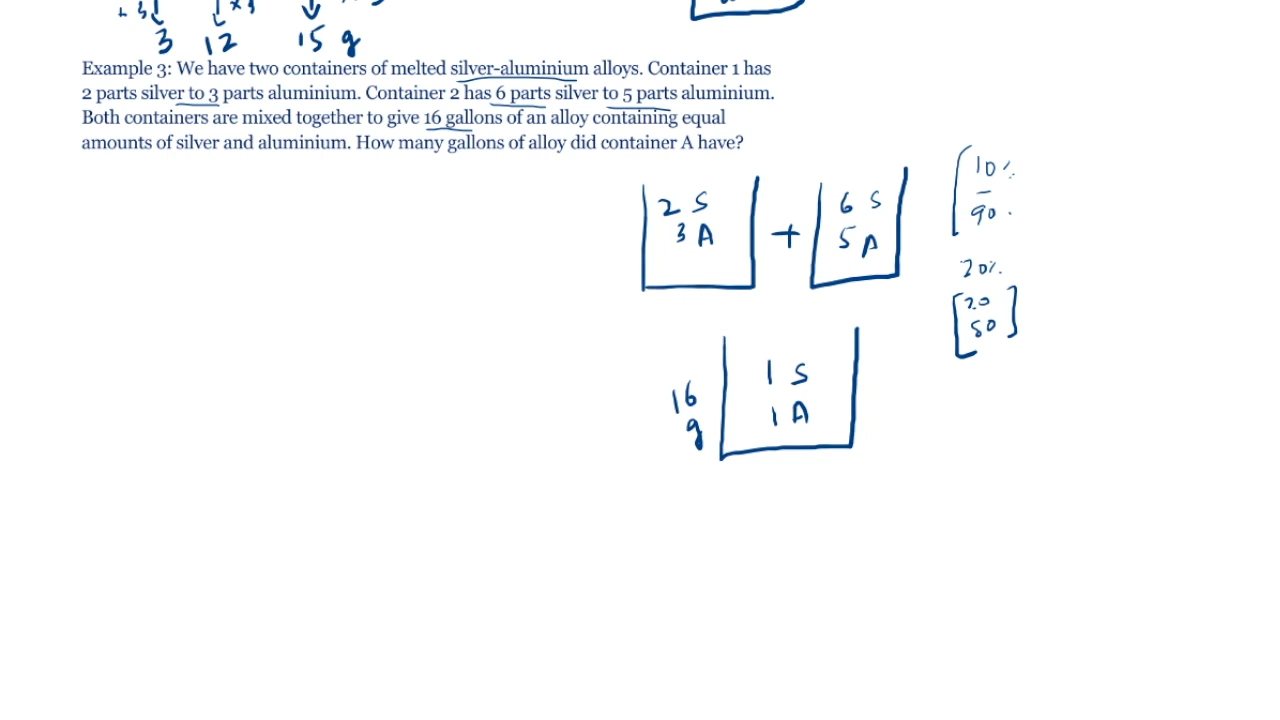 3 12 15 g
Example 3: We have two containers of melted silver-aluminium alloys. Container 1 has
2 parts silver to 3 parts aluminium. Container 2 has 6 parts silver to 5 parts aluminium.
Both containers are mixed together to give 16 gallons of an alloy containing equal
amounts of silver and aluminium. How many gallons of alloy did container A have?
2 S
3 A
+
6 S
5 A
10%
90.
20%.
20
50
16
g
1 S
1 A